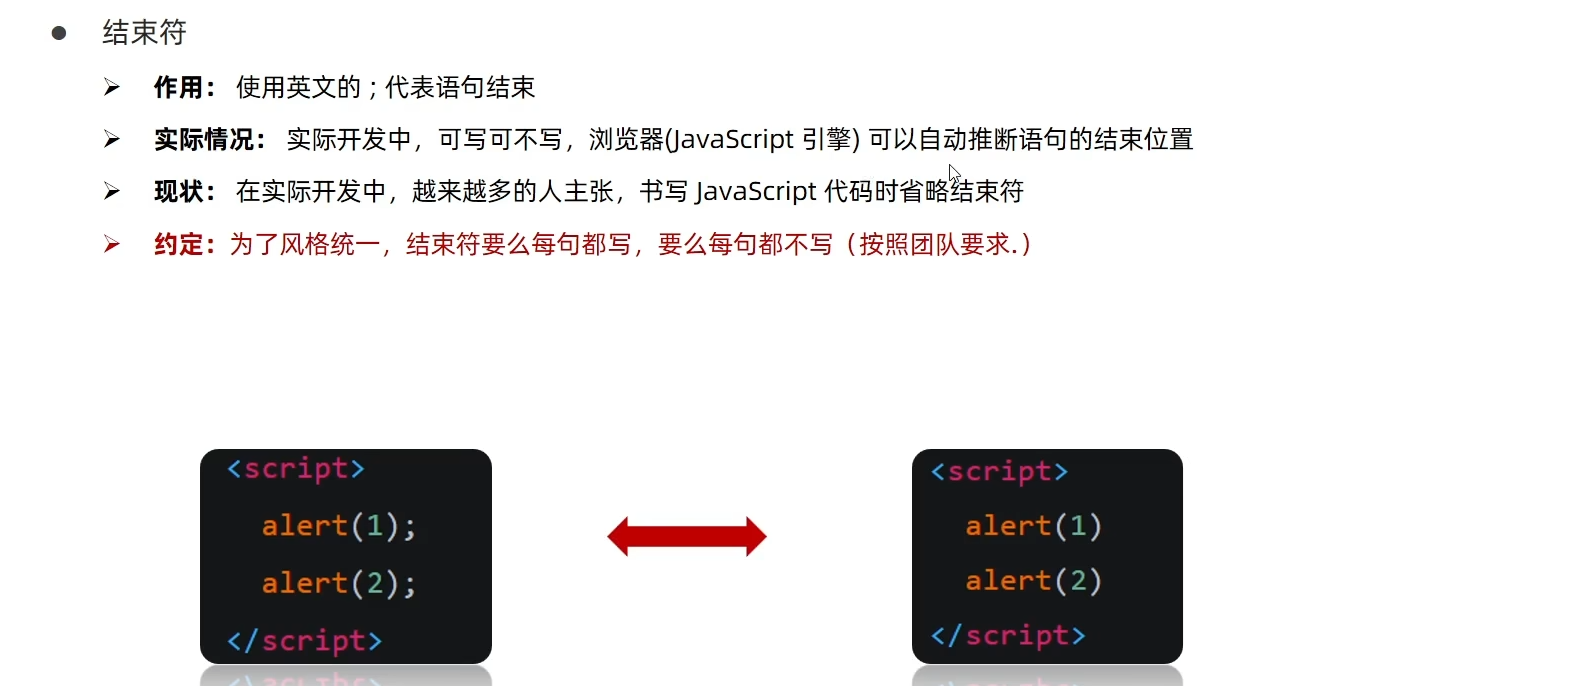 结束符
作用： 使用英文的 ; 代表语句结束
实际情况： 实际开发中，可写可不写，浏览器(JavaScript 引擎) 可以自动推断语句的结束位置
现状： 在实际开发中，越来越多的人主张，书写 JavaScript 代码时省略结束符
约定：为了风格统一，结束符要么每句都写，要么每句都不写（按照团队要求.）
<script>
alert(1);
alert(2);
</script>
<script>
alert(1)
alert(2)
</script>